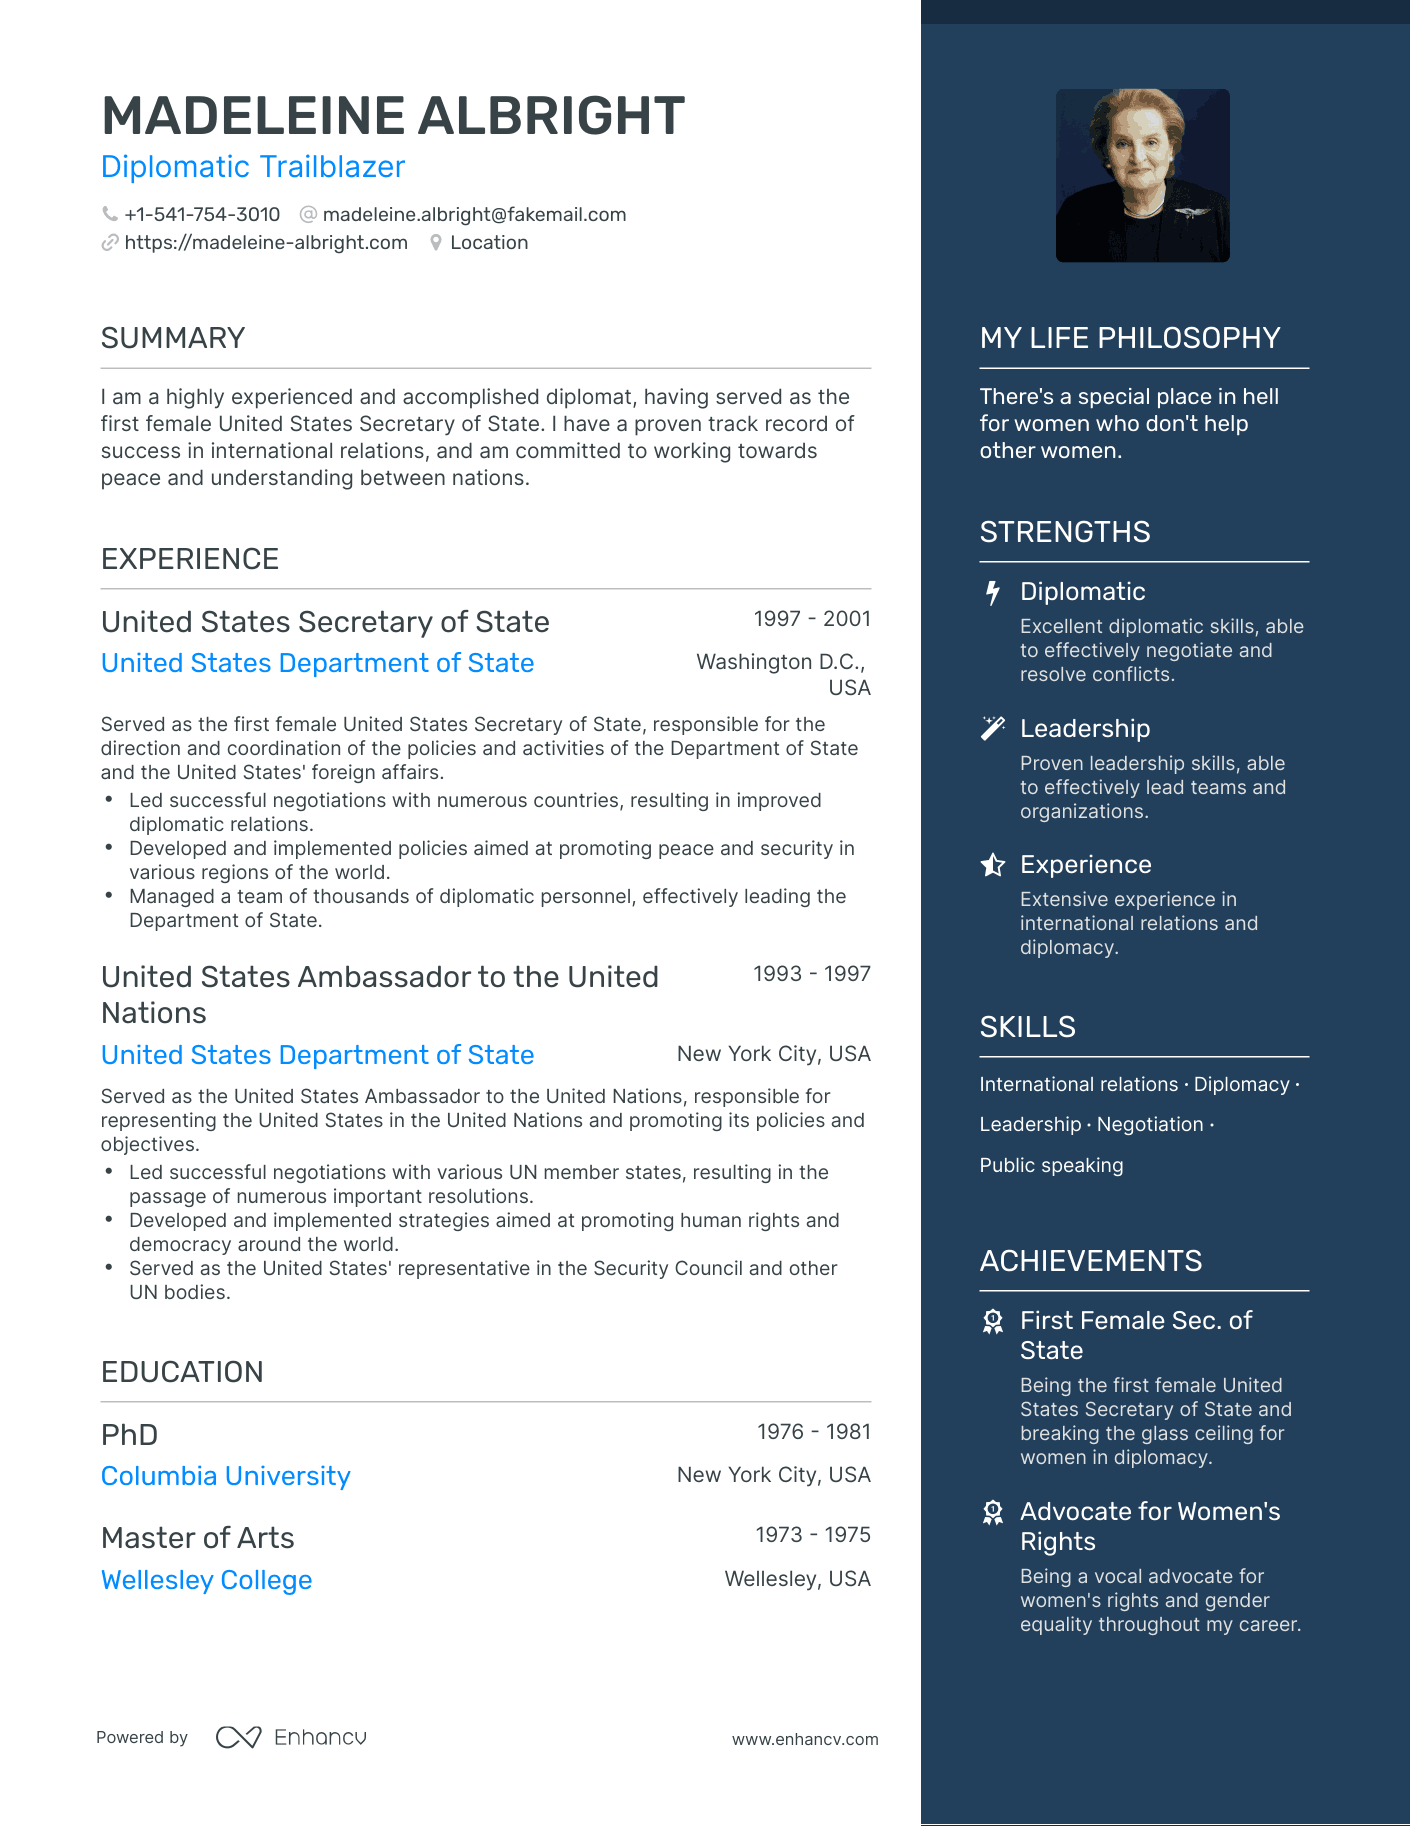 MADELEINE ALBRIGHT
Diplomatic Trailblazer
+1-541-754-3010 madeleine.albright@fakemail.com
https://madeleine-albright.com Location
SUMMARY
I am a highly experienced and accomplished diplomat, having served as the
first female United States Secretary of State. I have a proven track record of
success in international relations, and am committed to working towards
peace and understanding between nations.
EXPERIENCE
United States Secretary of State 1997 - 2001
United States Department of State Washington D.C.,
USA
Served as the first female United States Secretary of State, responsible for the
direction and coordination of the policies and activities of the Department of State
and the United States' foreign affairs.
• Led successful negotiations with numerous countries, resulting in improved
diplomatic relations.
• Developed and implemented policies aimed at promoting peace and security in
various regions of the world.
• Managed a team of thousands of diplomatic personnel, effectively leading the
Department of State.
United States Ambassador to the United 1993 - 1997
Nations
United States Department of State New York City, USA
Served as the United States Ambassador to the United Nations, responsible for
representing the United States in the United Nations and promoting its policies and
objectives.
• Led successful negotiations with various UN member states, resulting in the
passage of numerous important resolutions.
• Developed and implemented strategies aimed at promoting human rights and
democracy around the world.
• Served as the United States' representative in the Security Council and other
UN bodies.
EDUCATION
PhD 1976 - 1981
Columbia University New York City, USA
Master of Arts 1973 - 1975
Wellesley College Wellesley, USA
Powered by Enhancv www.enhancv.com
MY LIFE PHILOSOPHY
There's a special place in hell
for women who don't help
other women.
STRENGTHS
Diplomatic
Excellent diplomatic skills, able
to effectively negotiate and
resolve conflicts.
Leadership
Proven leadership skills, able
to effectively lead teams and
organizations.
Experience
Extensive experience in
international relations and
diplomacy.
SKILLS
International relations · Diplomacy ·
Leadership · Negotiation ·
Public speaking
ACHIEVEMENTS
First Female Sec. of
State
Being the first female United
States Secretary of State and
breaking the glass ceiling for
women in diplomacy.
Advocate for Women's
Rights
Being a vocal advocate for
women's rights and gender
equality throughout my career.